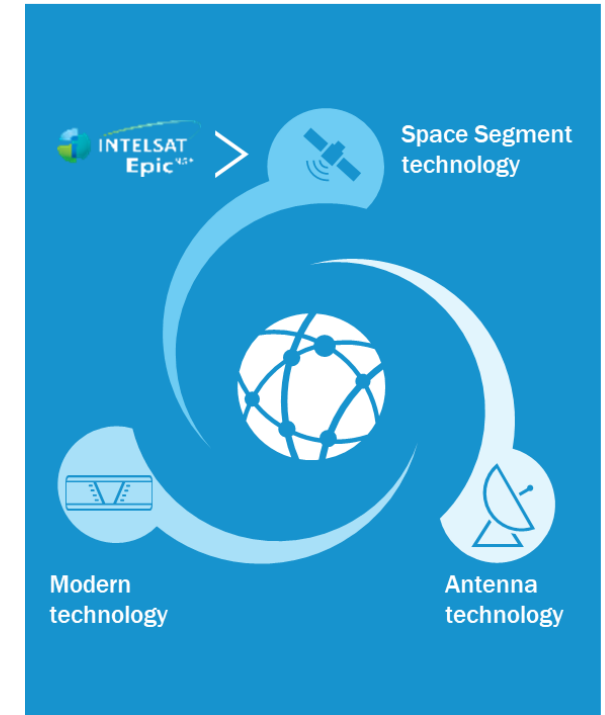 INTELSAT
Epic
Space Segment
technology
Modern
technology
Antenna
technology